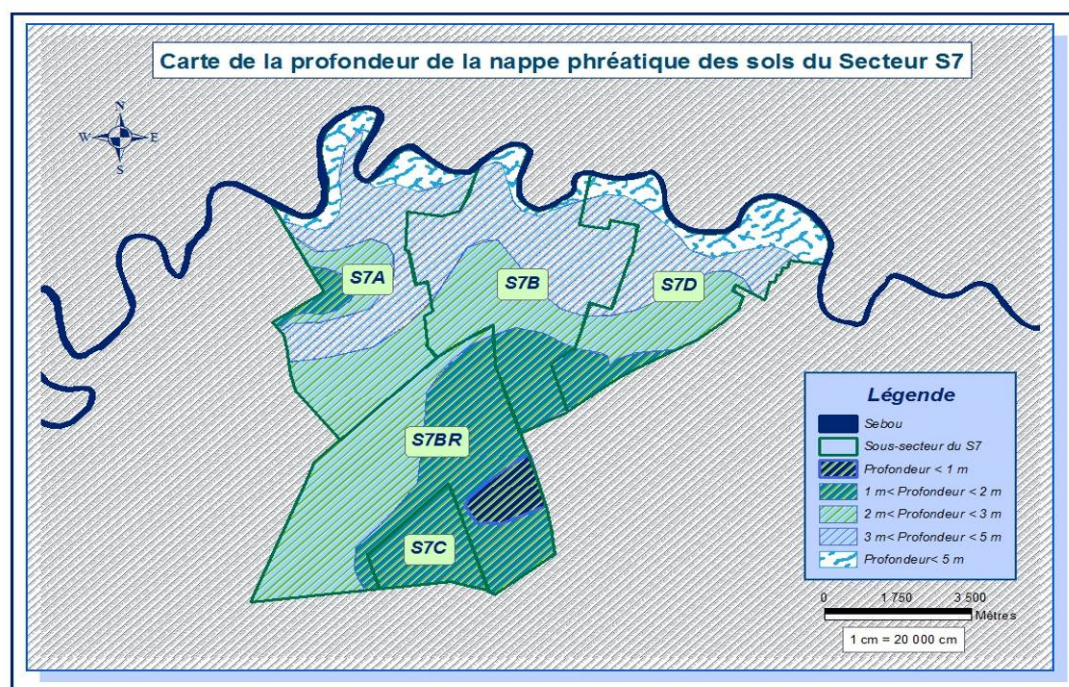 Carte de la profondeur de la nappe phréatique des sols du Secteur S7
N
W E
S
S7A
S7B
S7D
S7BR
S7C
Légende
Sebou
Sous-secteur du S7
Profondeur < 1 m
1 m< Profondeur < 2 m
2 m< Profondeur < 3 m
3 m< Profondeur < 5 m
Profondeur< 5 m
0 1 750 3 500
Mètres
1 cm = 20 000 cm